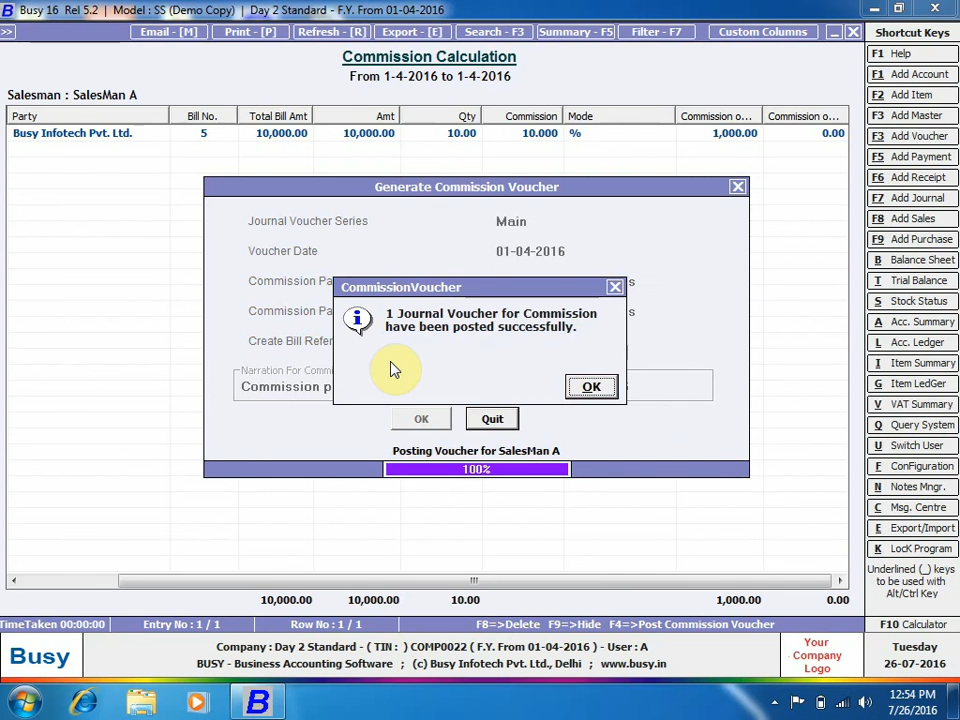 Busy 16 Rel 5.2 | Model : SS (Demo Copy) | Day 2 Standard - F.Y. From 01-04-2016
>> Email - [M] Print - [P] Refresh - [R] Export - [E] Search - F3 Summary - F5 Filter - F7 Custom Columns
Shortcut Keys
Commission Calculation
From 1-4-2016 to 1-4-2016
Salesman : SalesMan A
Party Bill No. Total Bill Amt Amt Qty Commission Mode Commission o... Commission o...
Busy Infotech Pvt. Ltd. 5 10,000.00 10,000.00 10.00 10.000 % 1,000.00 0.00
Generate Commission Voucher
Journal Voucher Series Main
Voucher Date 01-04-2016
Commission Pa s
Commission Pa s
Create Bill Refer
Narration For Comm
Commission p
CommissionVoucher
1 Journal Voucher for Commission
have been posted successfully.
OK
OK Quit
Posting Voucher for SalesMan A
100%
10,000.00 10,000.00 10.00 1,000.00 0.00
TimeTaken 00:00:00 Entry No : 1 / 1 Row No : 1 / 1 F8=>Delete F9=>Hide F4=>Post Commission Voucher
F1 Help
F1 Add Account
F2 Add Item
F3 Add Master
F3 Add Voucher
F5 Add Payment
F6 Add Receipt
F7 Add Journal
F8 Add Sales
F9 Add Purchase
B Balance Sheet
T Trial Balance
S Stock Status
A Acc. Summary
L Acc. Ledger
I Item Summary
G Item LedGer
V VAT Summary
Q Query System
U Switch User
F ConFiguration
N Notes Mngr.
C Msg. Centre
E Export/Import
K LocK Program
Underlined (_) keys
to be used with
Alt/Ctrl Key
F10 Calculator
Busy
Company : Day 2 Standard - ( TIN : ) COMP0022 ( F.Y. From 01-04-2016 ) - User : A
BUSY - Business Accounting Software ; (c) Busy Infotech Pvt. Ltd., Delhi ; www.busy.in
Your
Company
Logo
Tuesday
26-07-2016
12:54 PM
7/26/2016